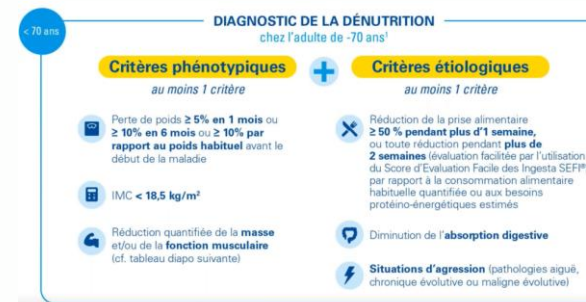 < 70 ans
DIAGNOSTIC DE LA DÉNUTRITION
chez l'adulte de -70 ans¹
Critères phénotypiques
au moins 1 critère
Perte de poids ≥ 5% en 1 mois ou
≥ 10% en 6 mois ou ≥ 10% par
rapport au poids habituel avant le
début de la maladie
IMC < 18,5 kg/m²
Réduction quantifiée de la masse
et/ou de la fonction musculaire
(cf. tableau diapo suivante)
+
Critères étiologiques
au moins 1 critère
Réduction de la prise alimentaire
≥ 50 % pendant plus d'1 semaine,
ou toute réduction pendant plus de
2 semaines (évaluation facilitée par l'utilisation
du Score d'Evaluation Facile des Ingesta SEFI®
par rapport à la consommation alimentaire
habituelle quantifiée ou aux besoins
protéino-énergétiques estimés
Diminution de l'absorption digestive
Situations d'agression (pathologies aiguë,
chronique évolutive ou maligne évolutive)